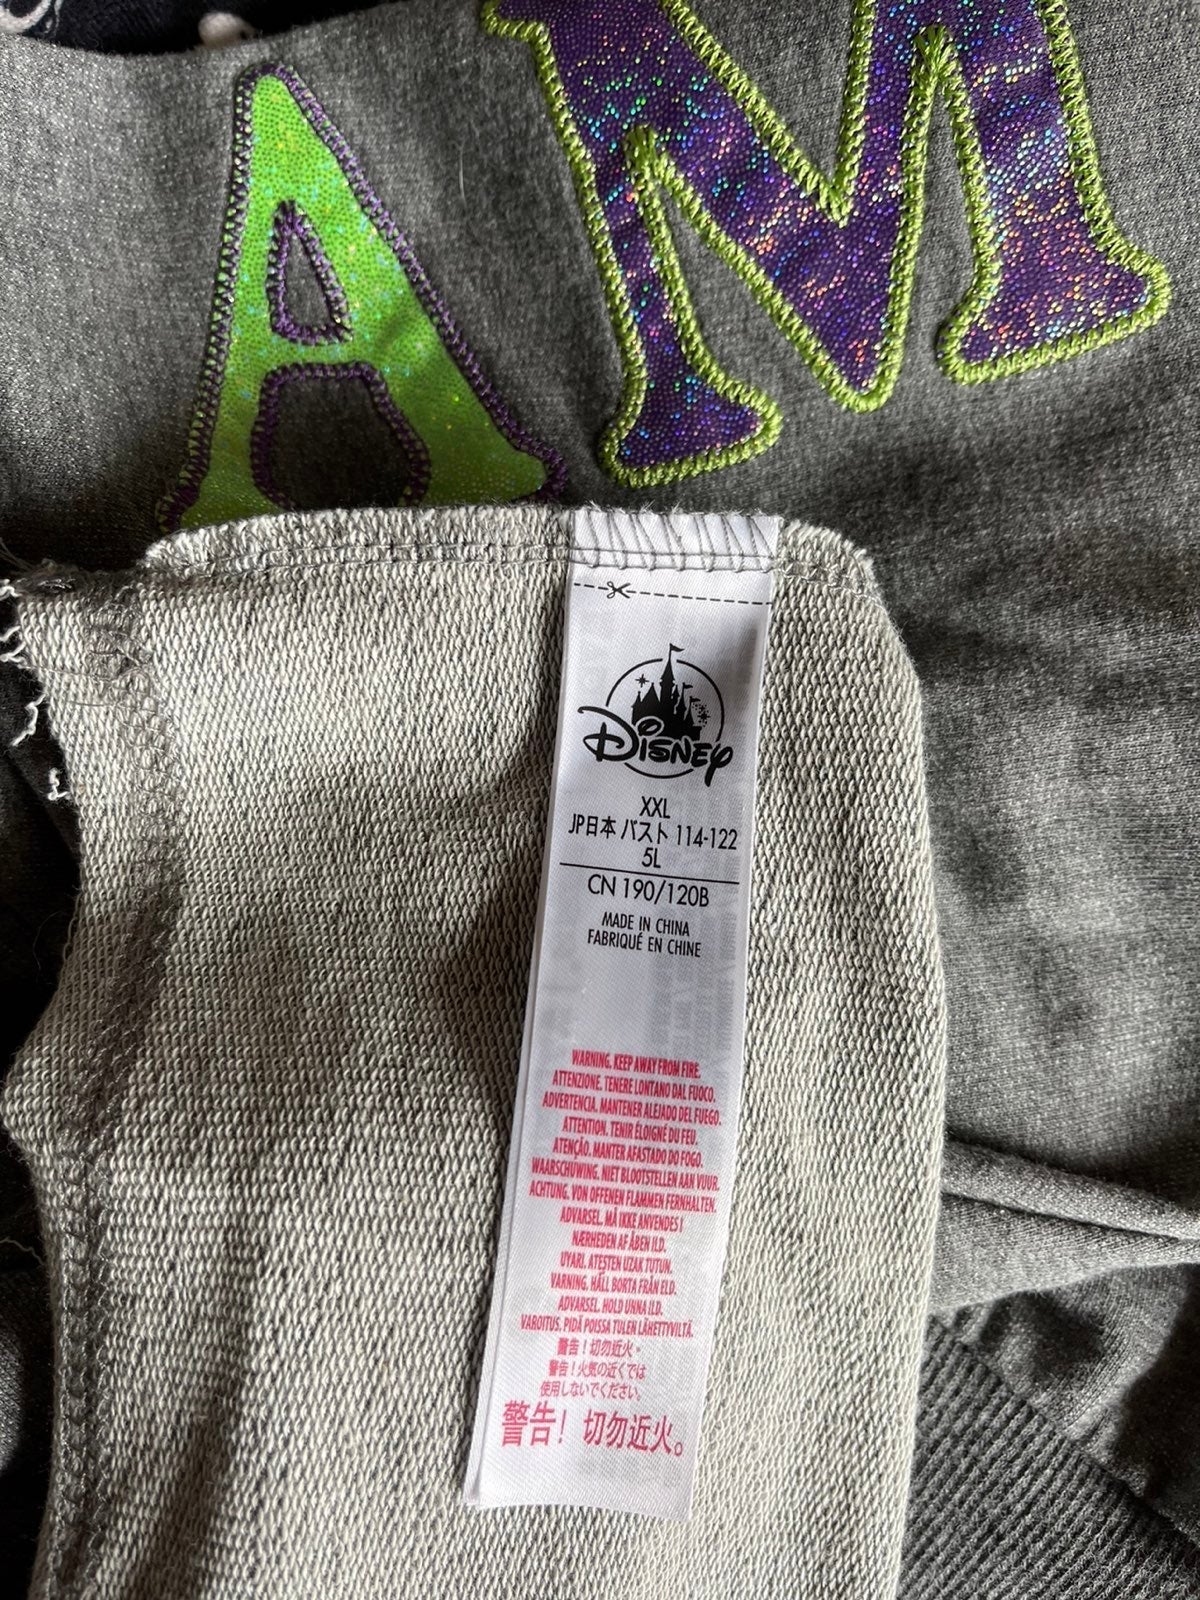 AM
Disney
XXL
JP日本 バスト 114-122
5L
CN 190/120B
MADE IN CHINA
FABRIQUÉ EN CHINE
WARNING. KEEP AWAY FROM FIRE.
ATTENZIONE. TENERE LONTANO DAL FUOCO.
ADVERTENCIA. MANTENER ALEJADO DEL FUEGO.
ATTENTION. TENIR ÉLOIGNÉ DU FEU.
ATENÇÃO. MANTER AFASTADO DO FOGO.
WAARSCHUWING. NIET BLOOTSTELLEN AAN VUUR.
ACHTUNG. VON OFFENEN FLAMMEN FERNHALTEN.
ADVARSEL. MÅ IKKE ANVENDES I
NÆRHEDEN AF ÅBEN ILD.
UYARI. ATEŞTEN UZAK TUTUN.
VARNING. HÅLL BORTA FRÅN ELD.
ADVARSEL. HOLD UNNA ILD.
VAROITUS. PIDÄ POISSA TULEN LÄHETTYVILTÄ.
警告！切勿近火。
警告！火気の近くでは
使用しないでください。
警告！切勿近火。